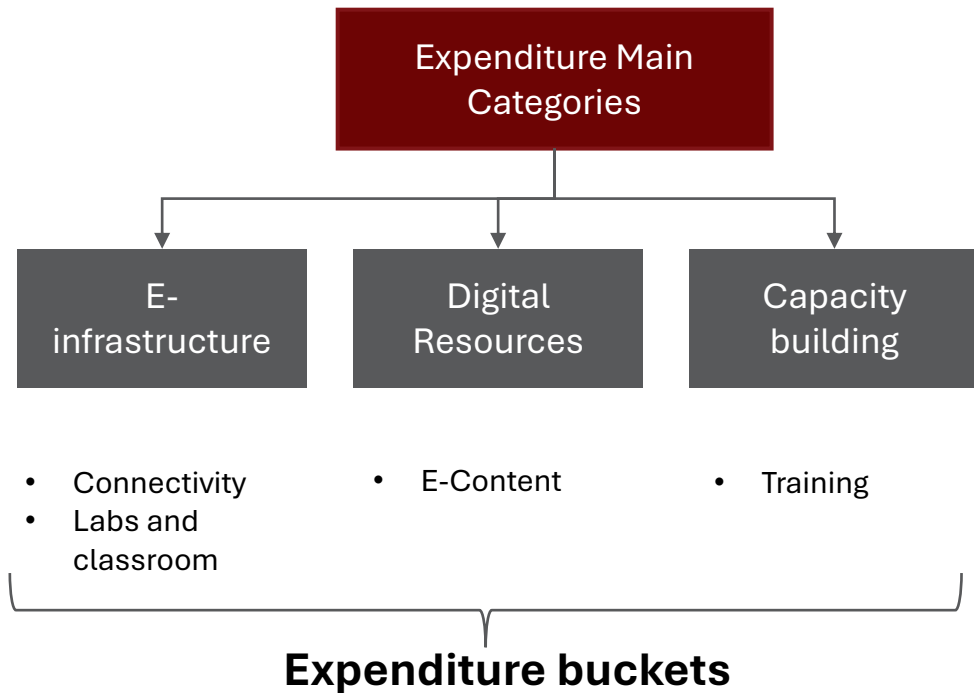 Expenditure Main
Categories
E-
infrastructure
Digital
Resources
Capacity
building
• Connectivity
• Labs and
classroom
• E-Content
• Training
Expenditure buckets